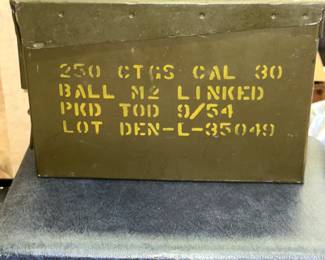 250 CTGS CAL 30
BALL M2 LINKED
PKD TOD 9/54
LOT DEN-L-35049